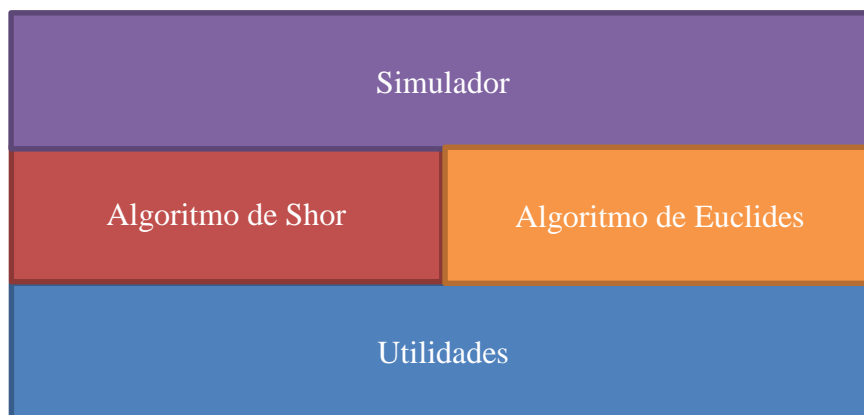 Simulador
Algoritmo de Shor
Algoritmo de Euclides
Utilidades